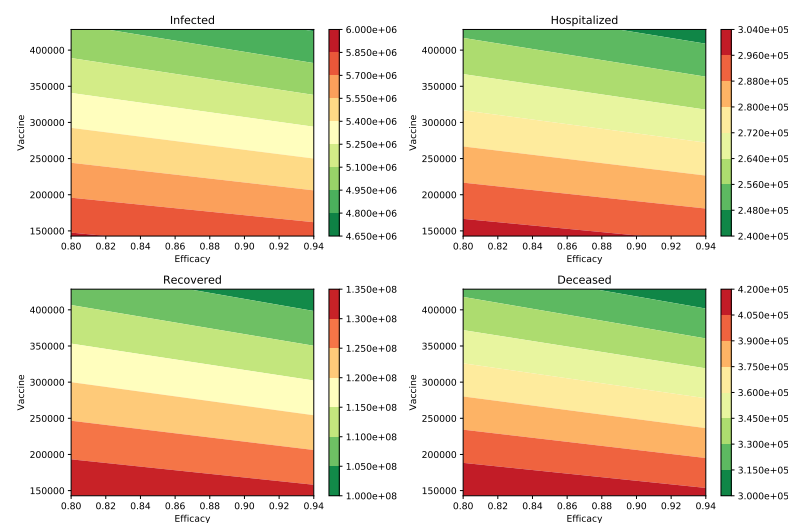 Infected
Vaccine
400000
350000
300000
250000
200000
150000
0.80 0.82 0.84 0.86 0.88 0.90 0.92 0.94
Efficacy
6.000e+06
5.850e+06
5.700e+06
5.550e+06
5.400e+06
5.250e+06
5.100e+06
4.950e+06
4.800e+06
4.650e+06
Hospitalized
Vaccine
400000
350000
300000
250000
200000
150000
0.80 0.82 0.84 0.86 0.88 0.90 0.92 0.94
Efficacy
3.040e+05
2.960e+05
2.880e+05
2.800e+05
2.720e+05
2.640e+05
2.560e+05
2.480e+05
2.400e+05
Recovered
Vaccine
400000
350000
300000
250000
200000
150000
0.80 0.82 0.84 0.86 0.88 0.90 0.92 0.94
Efficacy
1.350e+08
1.300e+08
1.250e+08
1.200e+08
1.150e+08
1.100e+08
1.050e+08
1.000e+08
Deceased
Vaccine
400000
350000
300000
250000
200000
150000
0.80 0.82 0.84 0.86 0.88 0.90 0.92 0.94
Efficacy
4.200e+05
4.050e+05
3.900e+05
3.750e+05
3.600e+05
3.450e+05
3.300e+05
3.150e+05
3.000e+05